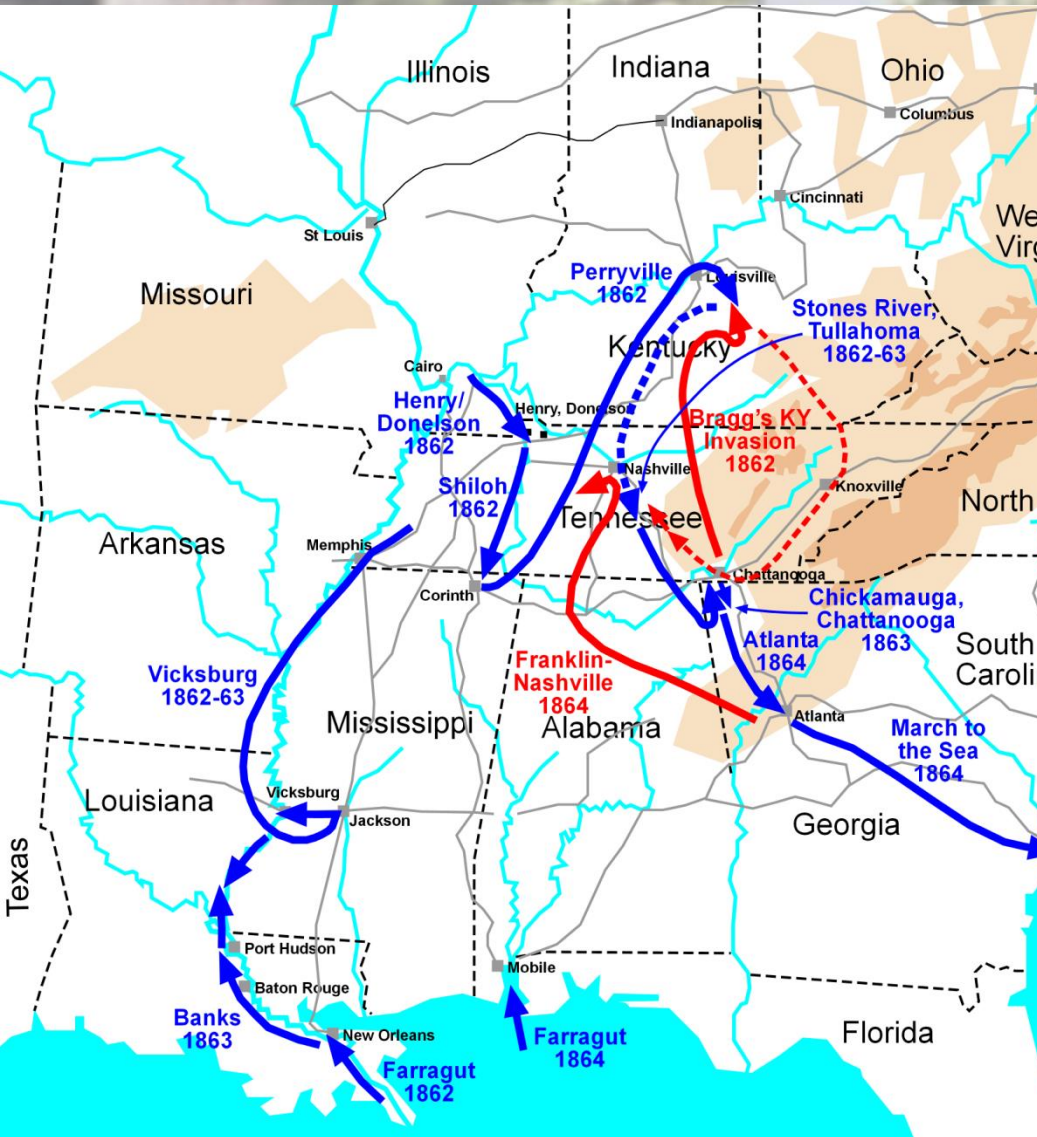 Illinois
Indiana
Ohio
Columbus
Indianapolis
Cincinnati
We
Virg
St Louis
Missouri
Perryville
1862
Louisville
Stones River,
Tullahoma
1862-63
Kentucky
Cairo
Henry/
Donelson
1862
Henry, Donelson
Bragg's KY
Invasion
1862
Nashville
Knoxville
Shiloh
1862
Tennessee
North
Arkansas
Memphis
Corinth
Chattanooga
Chickamauga,
Chattanooga
1863
Atlanta
1864
South
Caroli
Vicksburg
1862-63
Franklin-
Nashville
1864
Mississippi
Alabama
Atlanta
March to
the Sea
1864
Louisiana
Vicksburg
Jackson
Georgia
Texas
Port Hudson
Mobile
Baton Rouge
Banks
1863
New Orleans
Farragut
1864
Florida
Farragut
1862